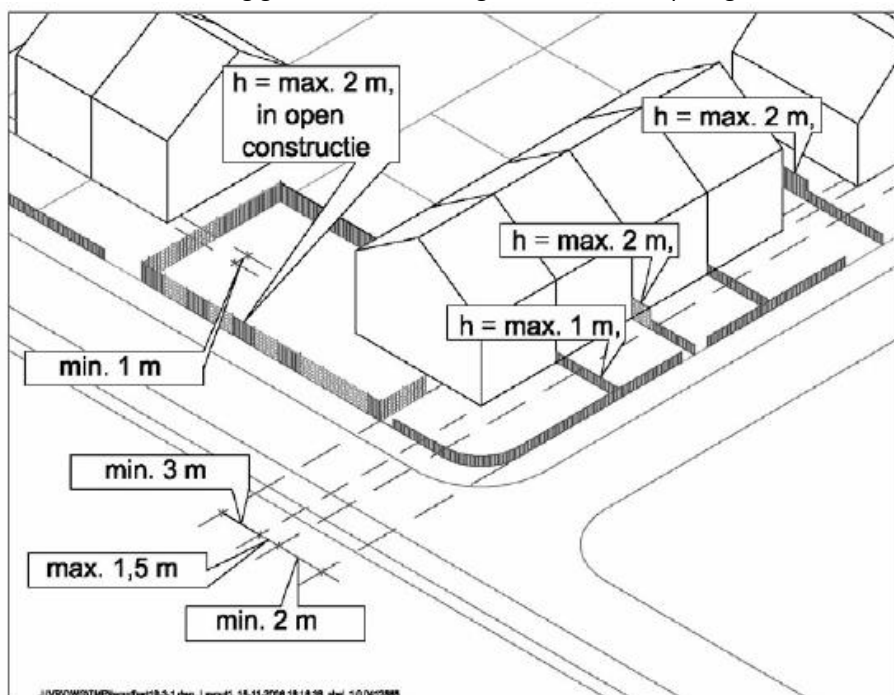 h = max. 2 m,
in open
constructie
h = max. 2 m,
h = max. 2 m,
h = max. 1 m,
min. 1 m
min. 3 m
max. 1,5 m
min. 2 m